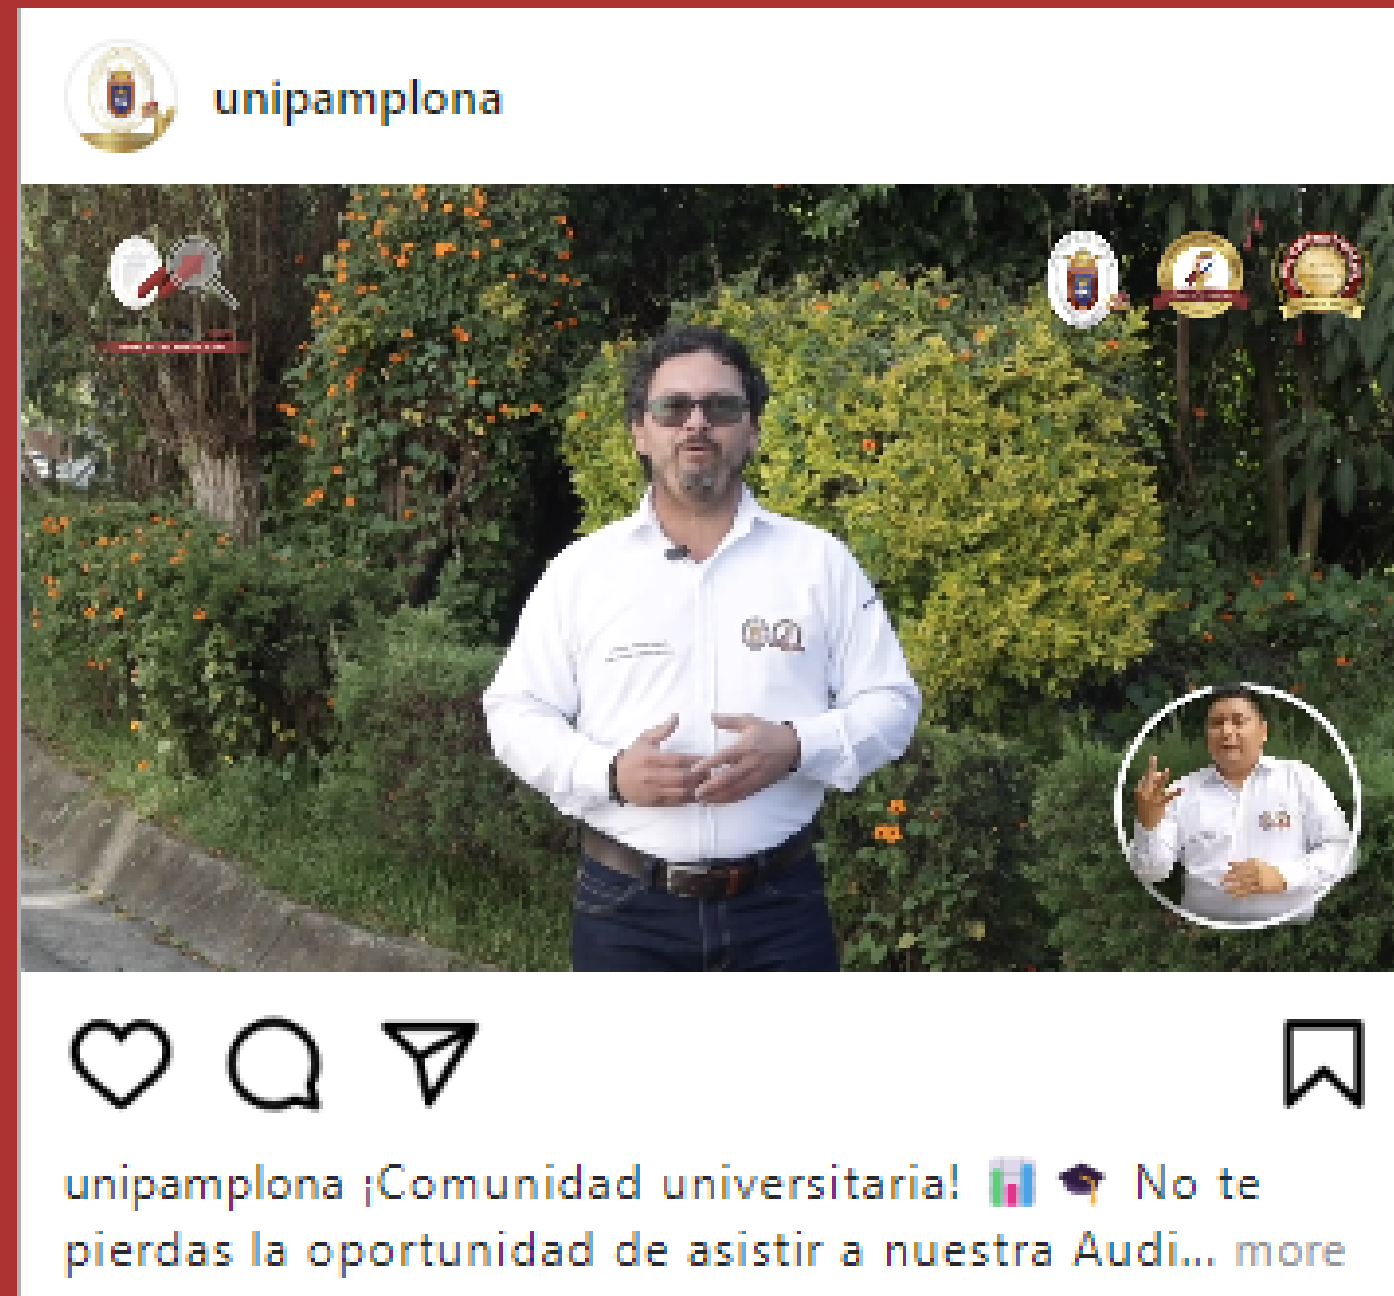 unipamplona
unipamplona ¡Comunidad universitaria! 📊 🎓 No te
pierdas la oportunidad de asistir a nuestra Audi... more